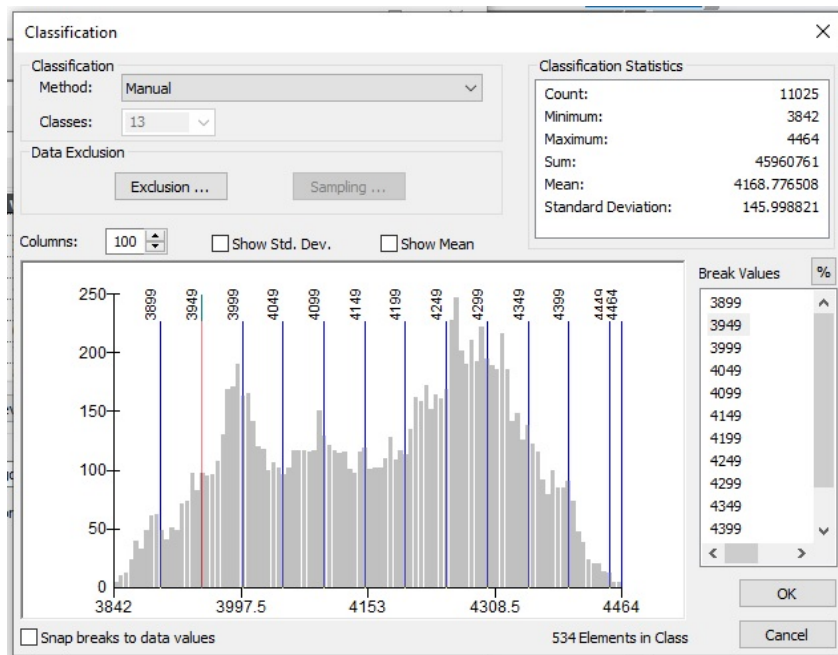 Classification
Classification
Method:
Manual
Classes:
13
Data Exclusion
Exclusion ...
Sampling ...
Classification Statistics
Count: 11025
Minimum: 3842
Maximum: 4464
Sum: 45960761
Mean: 4168.776508
Standard Deviation: 145.998821
Columns:
100
Show Std. Dev.
Show Mean
3899 3949 3999 4049 4099 4149 4199 4249 4299 4349 4399 4449 4464
250
200
150
100
50
0
3842 3997.5 4153 4308.5 4464
Break Values
%
3899
3949
3999
4049
4099
4149
4199
4249
4299
4349
4399
Snap breaks to data values
534 Elements in Class
OK
Cancel